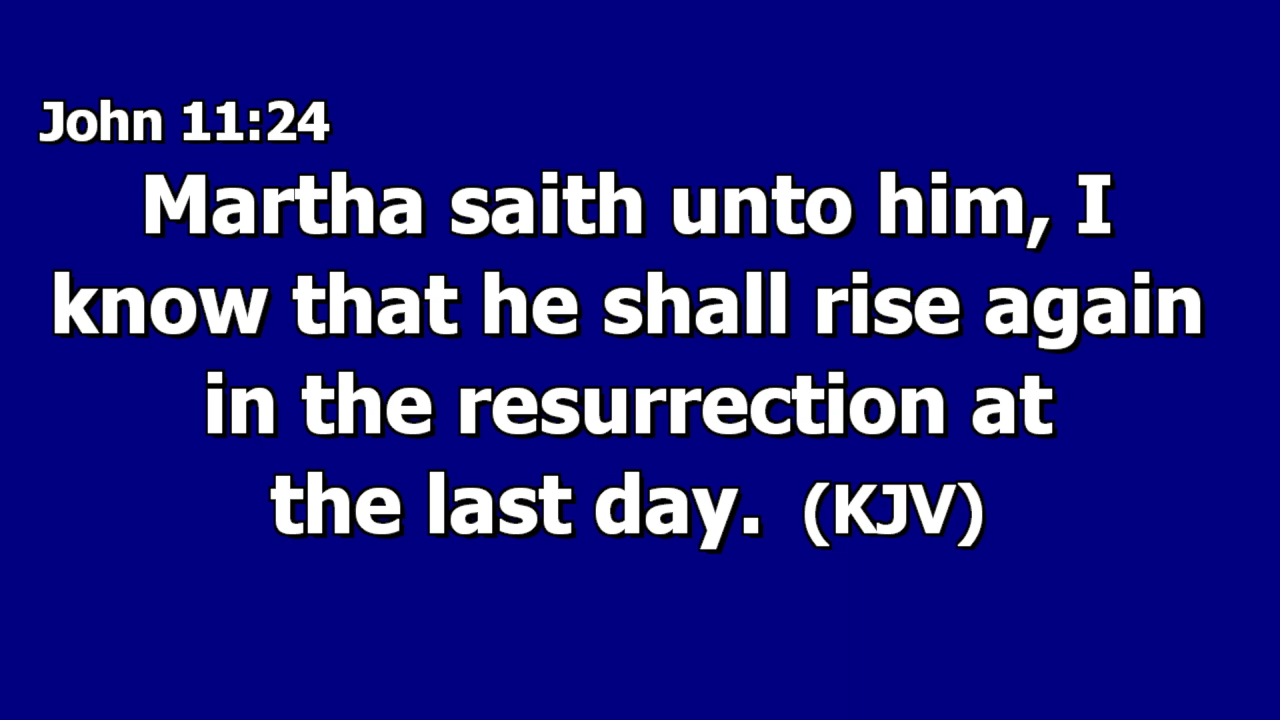 John 11:24
Martha saith unto him, I
know that he shall rise again
in the resurrection at
the last day. (KJV)